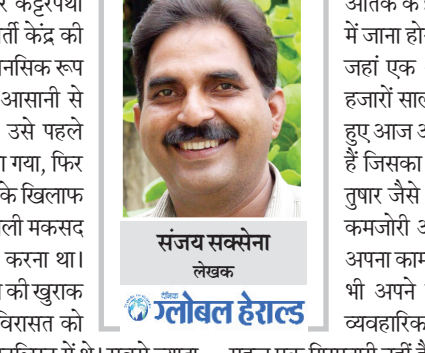 र कट्टरपंथी
र्ती केंद्र की
नसिक रूप
आसानी से
उसे पहले
ा गया, फिर
के खिलाफ
ली मकसद
करना था।
की खुराक
विरासत को
संजय सक्सेना
लेखक
दैनिक
ग्लोबल हेराल्ड
में जाना हो
जहां एक
हजारों साल
हुए आज अ
हैं जिसका
तुषार जैसे
कमजोरी अ
अपना काम
भी अपने
व्यवहारिक